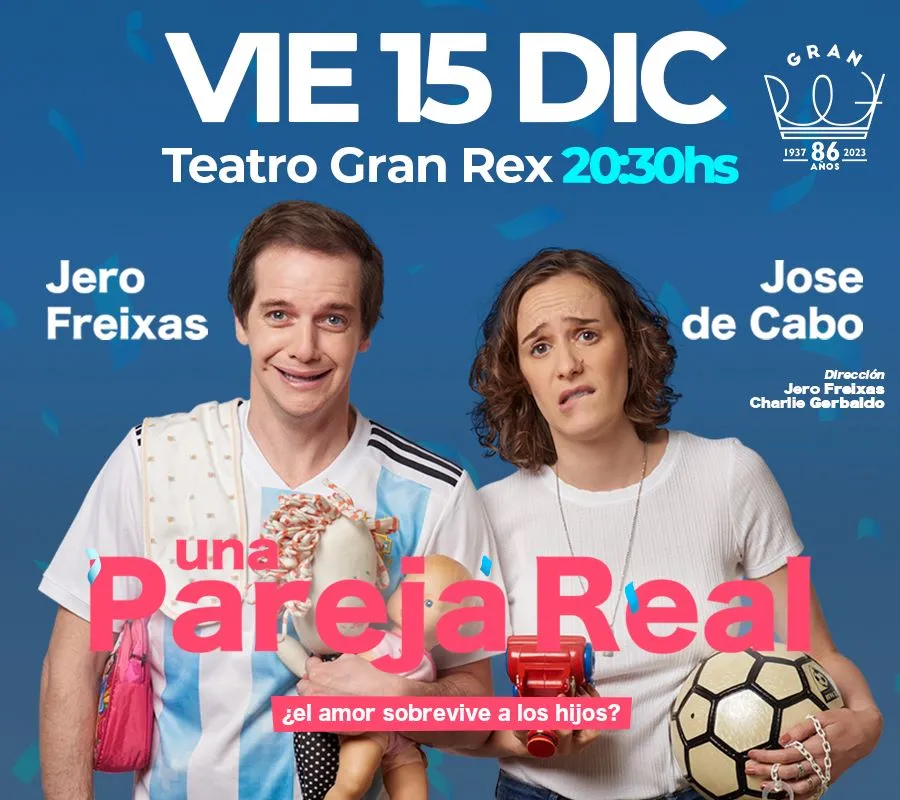 VIE 15 DIC
Teatro Gran Rex 20:30hs
GRAN
REX
1937 86 2023
AÑOS
Jero
Freixas
Jose
de Cabo
Dirección
Jero Freixas
Charlie Gerbaldo
una
Pareja Real
¿el amor sobrevive a los hijos?